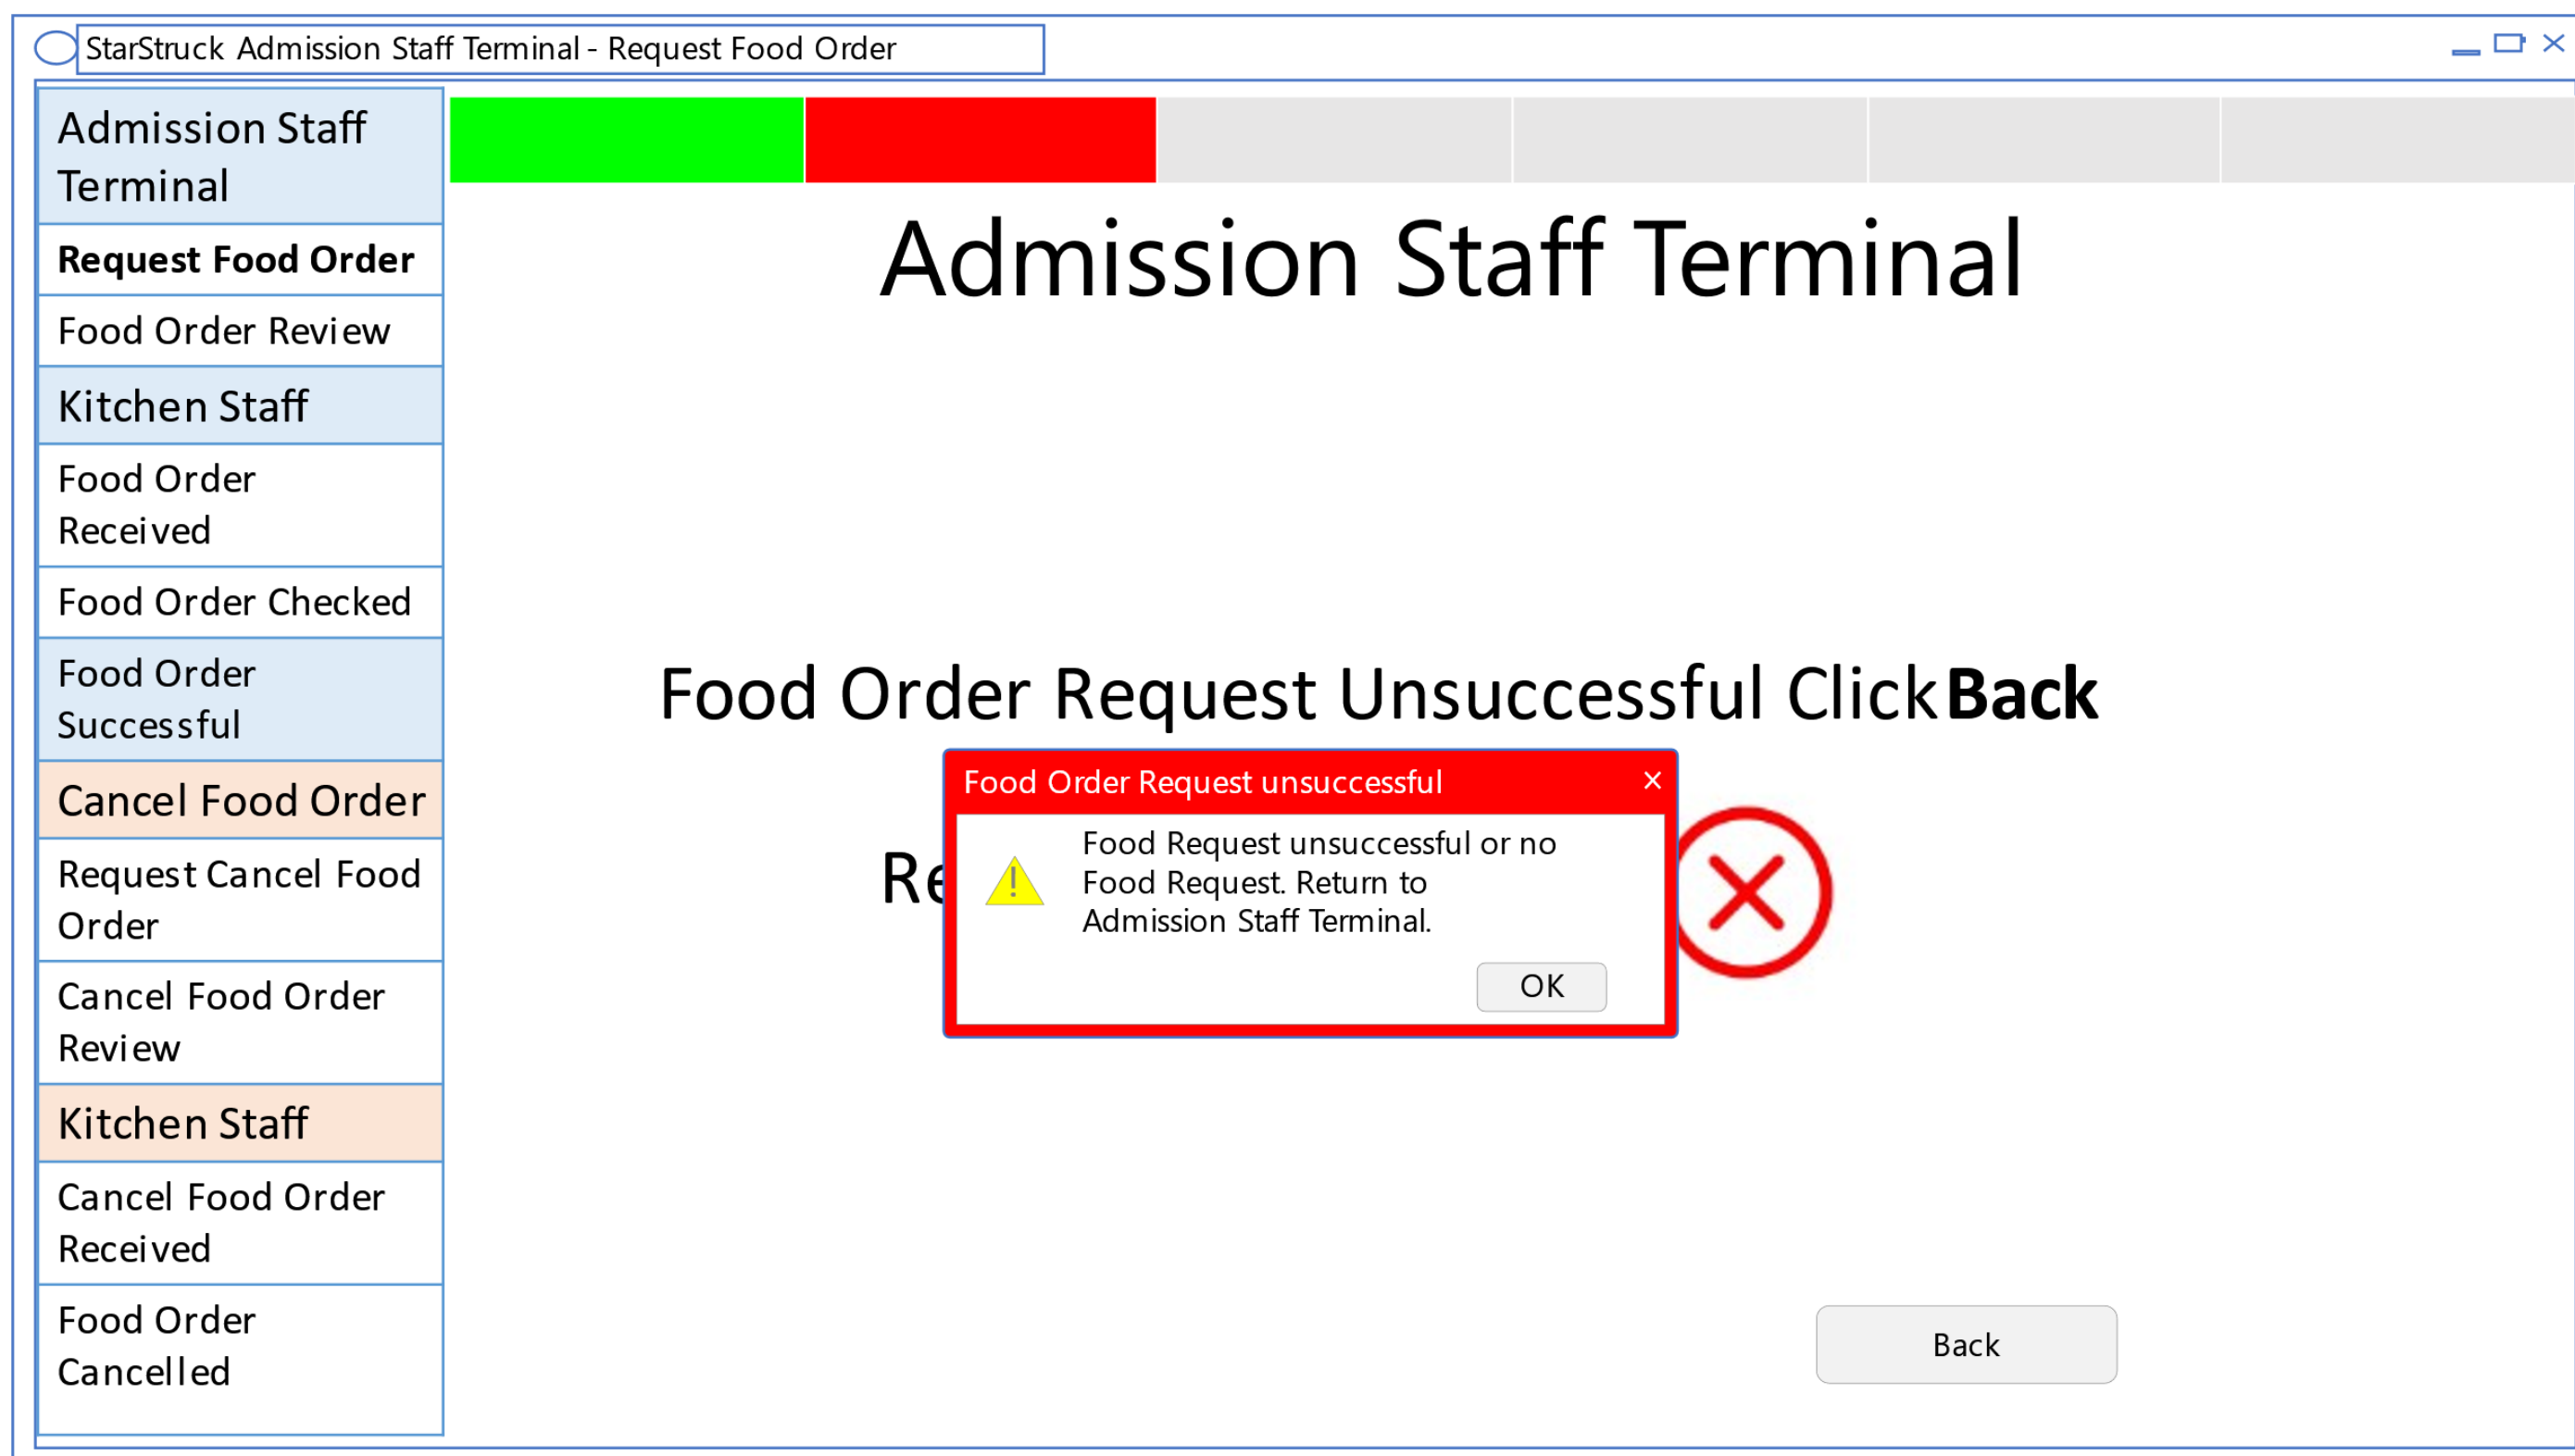 StarStruck Admission Staff Terminal - Request Food Order
Admission Staff
Terminal
Request Food Order
Food Order Review
Kitchen Staff
Food Order
Received
Food Order Checked
Food Order
Successful
Cancel Food Order
Request Cancel Food
Order
Cancel Food Order
Review
Kitchen Staff
Cancel Food Order
Received
Food Order
Cancelled
Admission Staff Terminal
Food Order Request Unsuccessful Click Back
Food Order Request unsuccessful
Food Request unsuccessful or no
Food Request. Return to
Admission Staff Terminal.
OK
Back